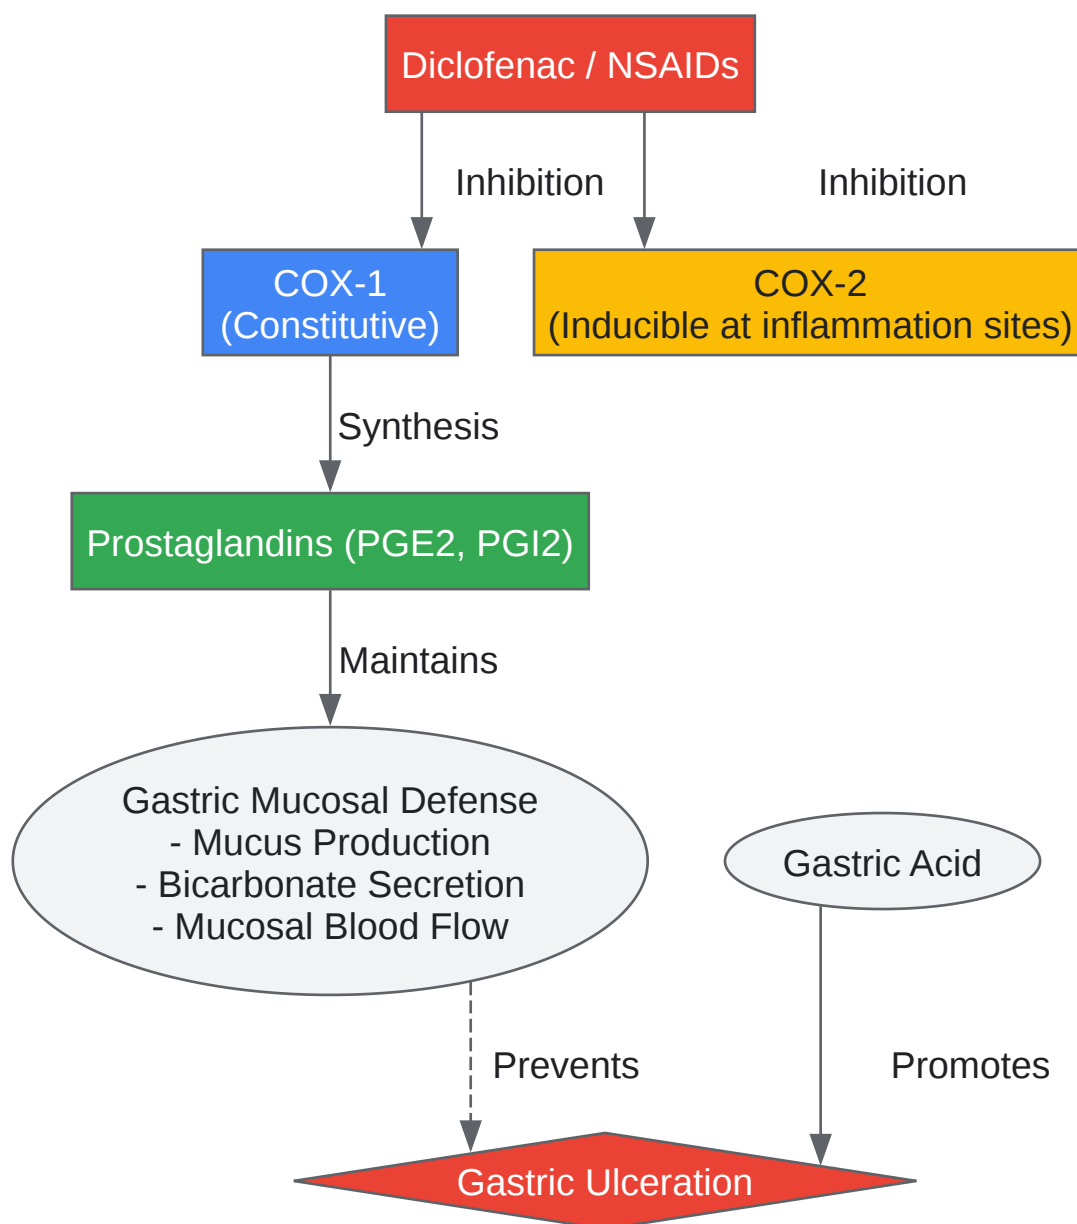 Diclofenac / NSAIDs
Inhibition
Inhibition
COX-1
(Constitutive)
COX-2
(Inducible at inflammation sites)
Synthesis
Prostaglandins (PGE2, PGI2)
Maintains
Gastric Mucosal Defense
- Mucus Production
- Bicarbonate Secretion
- Mucosal Blood Flow
Gastric Acid
Prevents
Promotes
Gastric Ulceration